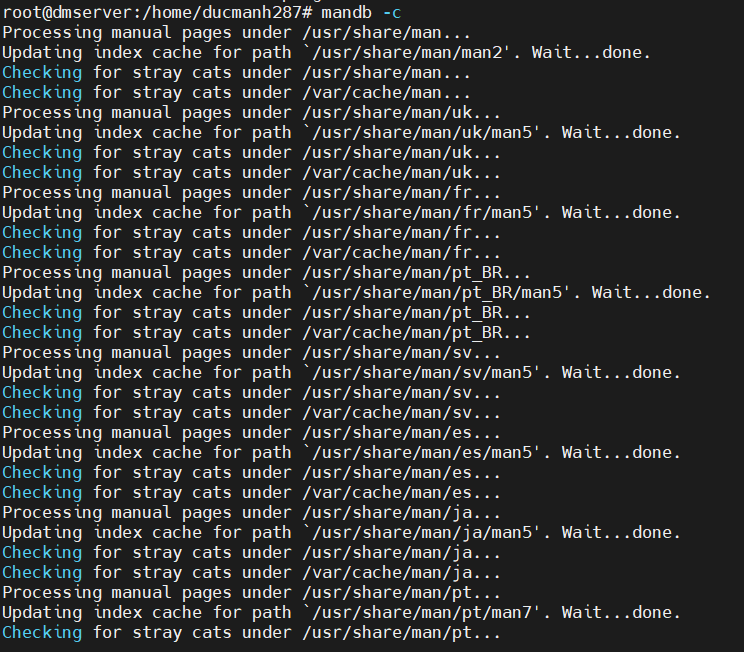 root@dmserver:/home/ducmanh287# mandb -c
Processing manual pages under /usr/share/man...
Updating index cache for path `/usr/share/man/man2'. Wait...done.
Checking for stray cats under /usr/share/man...
Checking for stray cats under /var/cache/man...
Processing manual pages under /usr/share/man/uk...
Updating index cache for path `/usr/share/man/uk/man5'. Wait...done.
Checking for stray cats under /usr/share/man/uk...
Checking for stray cats under /var/cache/man/uk...
Processing manual pages under /usr/share/man/fr...
Updating index cache for path `/usr/share/man/fr/man5'. Wait...done.
Checking for stray cats under /usr/share/man/fr...
Checking for stray cats under /var/cache/man/fr...
Processing manual pages under /usr/share/man/pt_BR...
Updating index cache for path `/usr/share/man/pt_BR/man5'. Wait...done.
Checking for stray cats under /usr/share/man/pt_BR...
Checking for stray cats under /var/cache/man/pt_BR...
Processing manual pages under /usr/share/man/sv...
Updating index cache for path `/usr/share/man/sv/man5'. Wait...done.
Checking for stray cats under /usr/share/man/sv...
Checking for stray cats under /var/cache/man/sv...
Processing manual pages under /usr/share/man/es...
Updating index cache for path `/usr/share/man/es/man5'. Wait...done.
Checking for stray cats under /usr/share/man/es...
Checking for stray cats under /var/cache/man/es...
Processing manual pages under /usr/share/man/ja...
Updating index cache for path `/usr/share/man/ja/man5'. Wait...done.
Checking for stray cats under /usr/share/man/ja...
Checking for stray cats under /var/cache/man/ja...
Processing manual pages under /usr/share/man/pt...
Updating index cache for path `/usr/share/man/pt/man7'. Wait...done.
Checking for stray cats under /usr/share/man/pt...